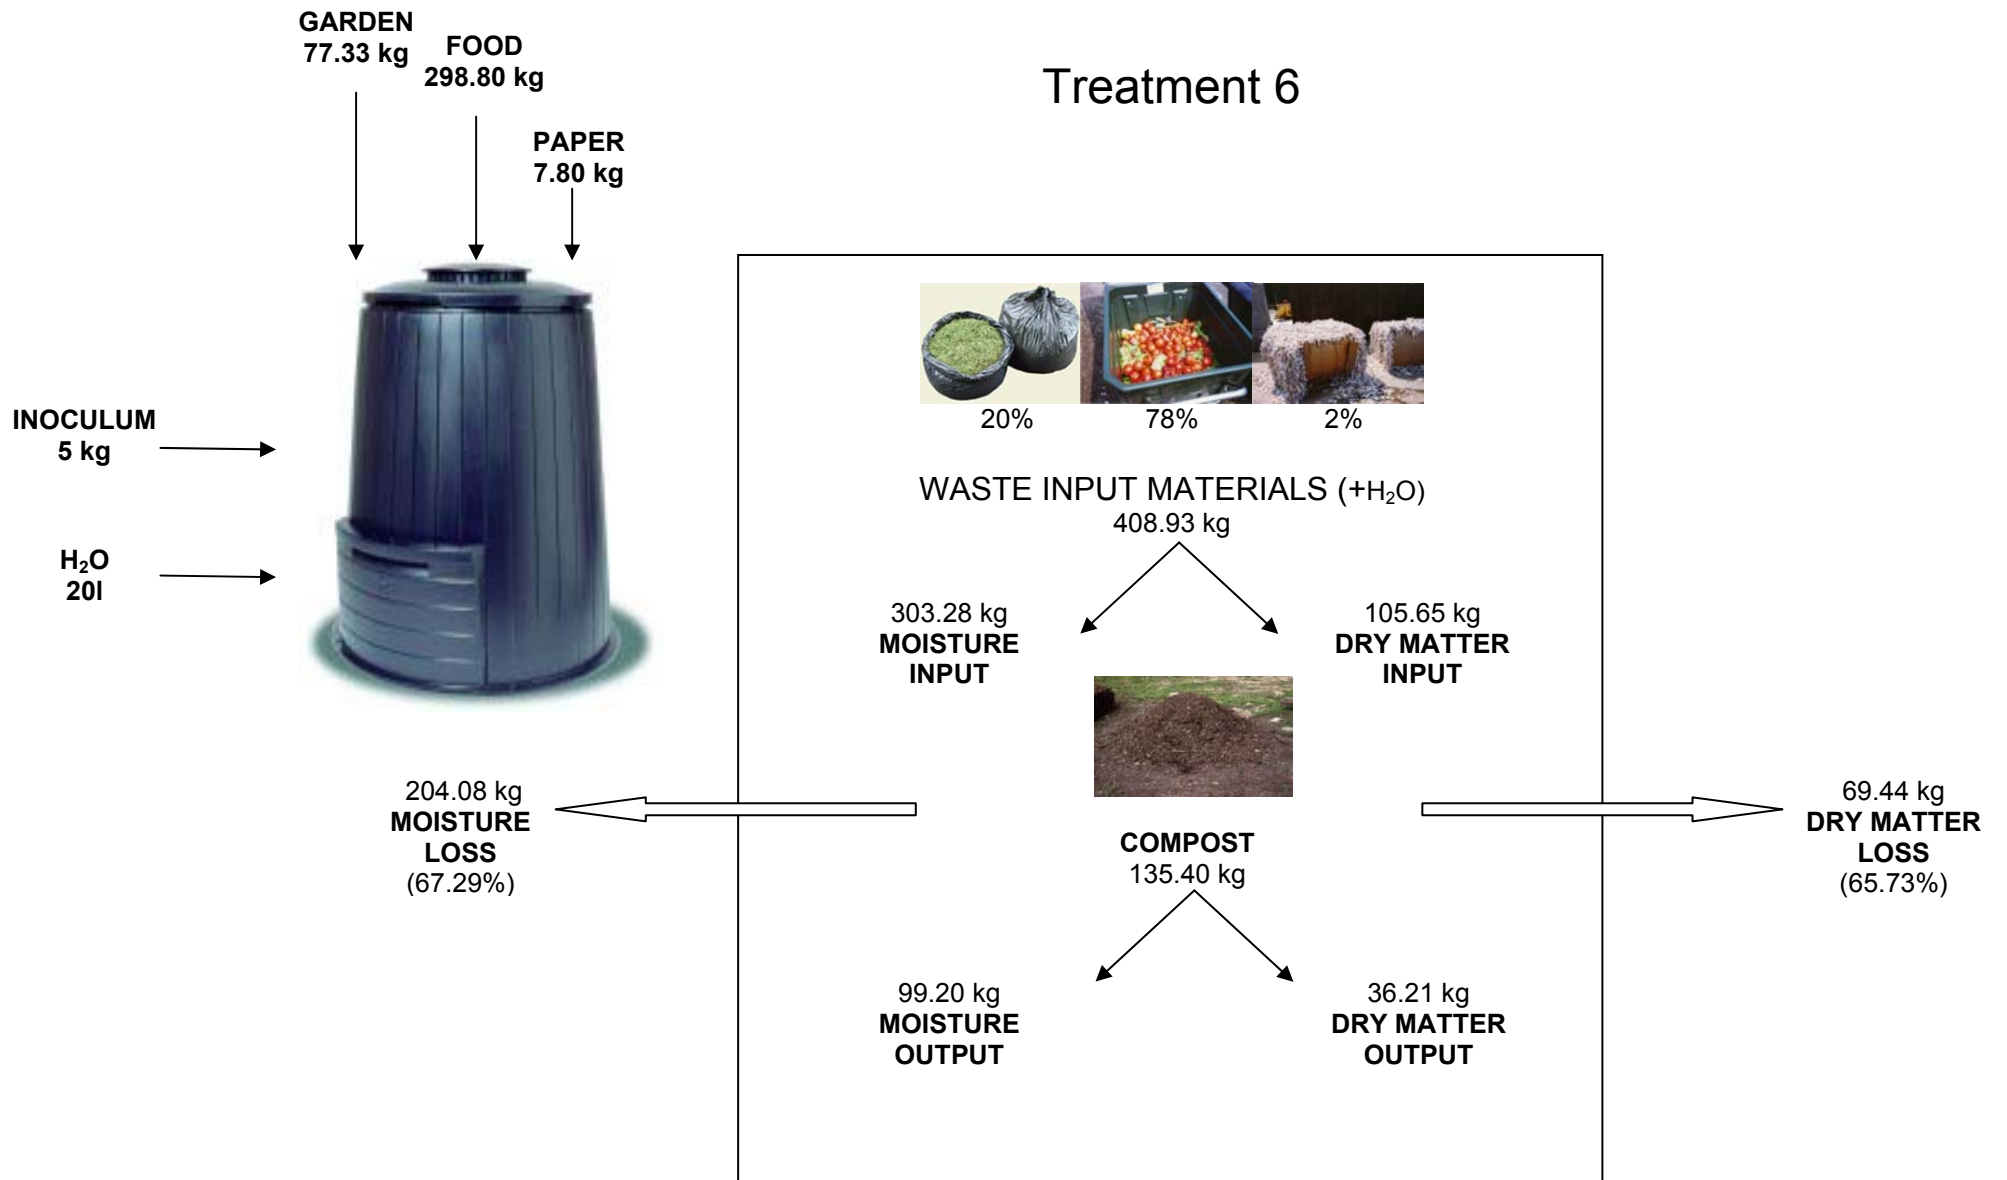 GARDEN
77.33 kg
FOOD
298.80 kg
PAPER
7.80 kg
Treatment 6
INOCULUM
5 kg
H₂O
20l
20%
78%
2%
WASTE INPUT MATERIALS (+H₂O)
408.93 kg
303.28 kg
MOISTURE
INPUT
105.65 kg
DRY MATTER
INPUT
204.08 kg
MOISTURE
LOSS
(67.29%)
COMPOST
135.40 kg
69.44 kg
DRY MATTER
LOSS
(65.73%)
99.20 kg
MOISTURE
OUTPUT
36.21 kg
DRY MATTER
OUTPUT